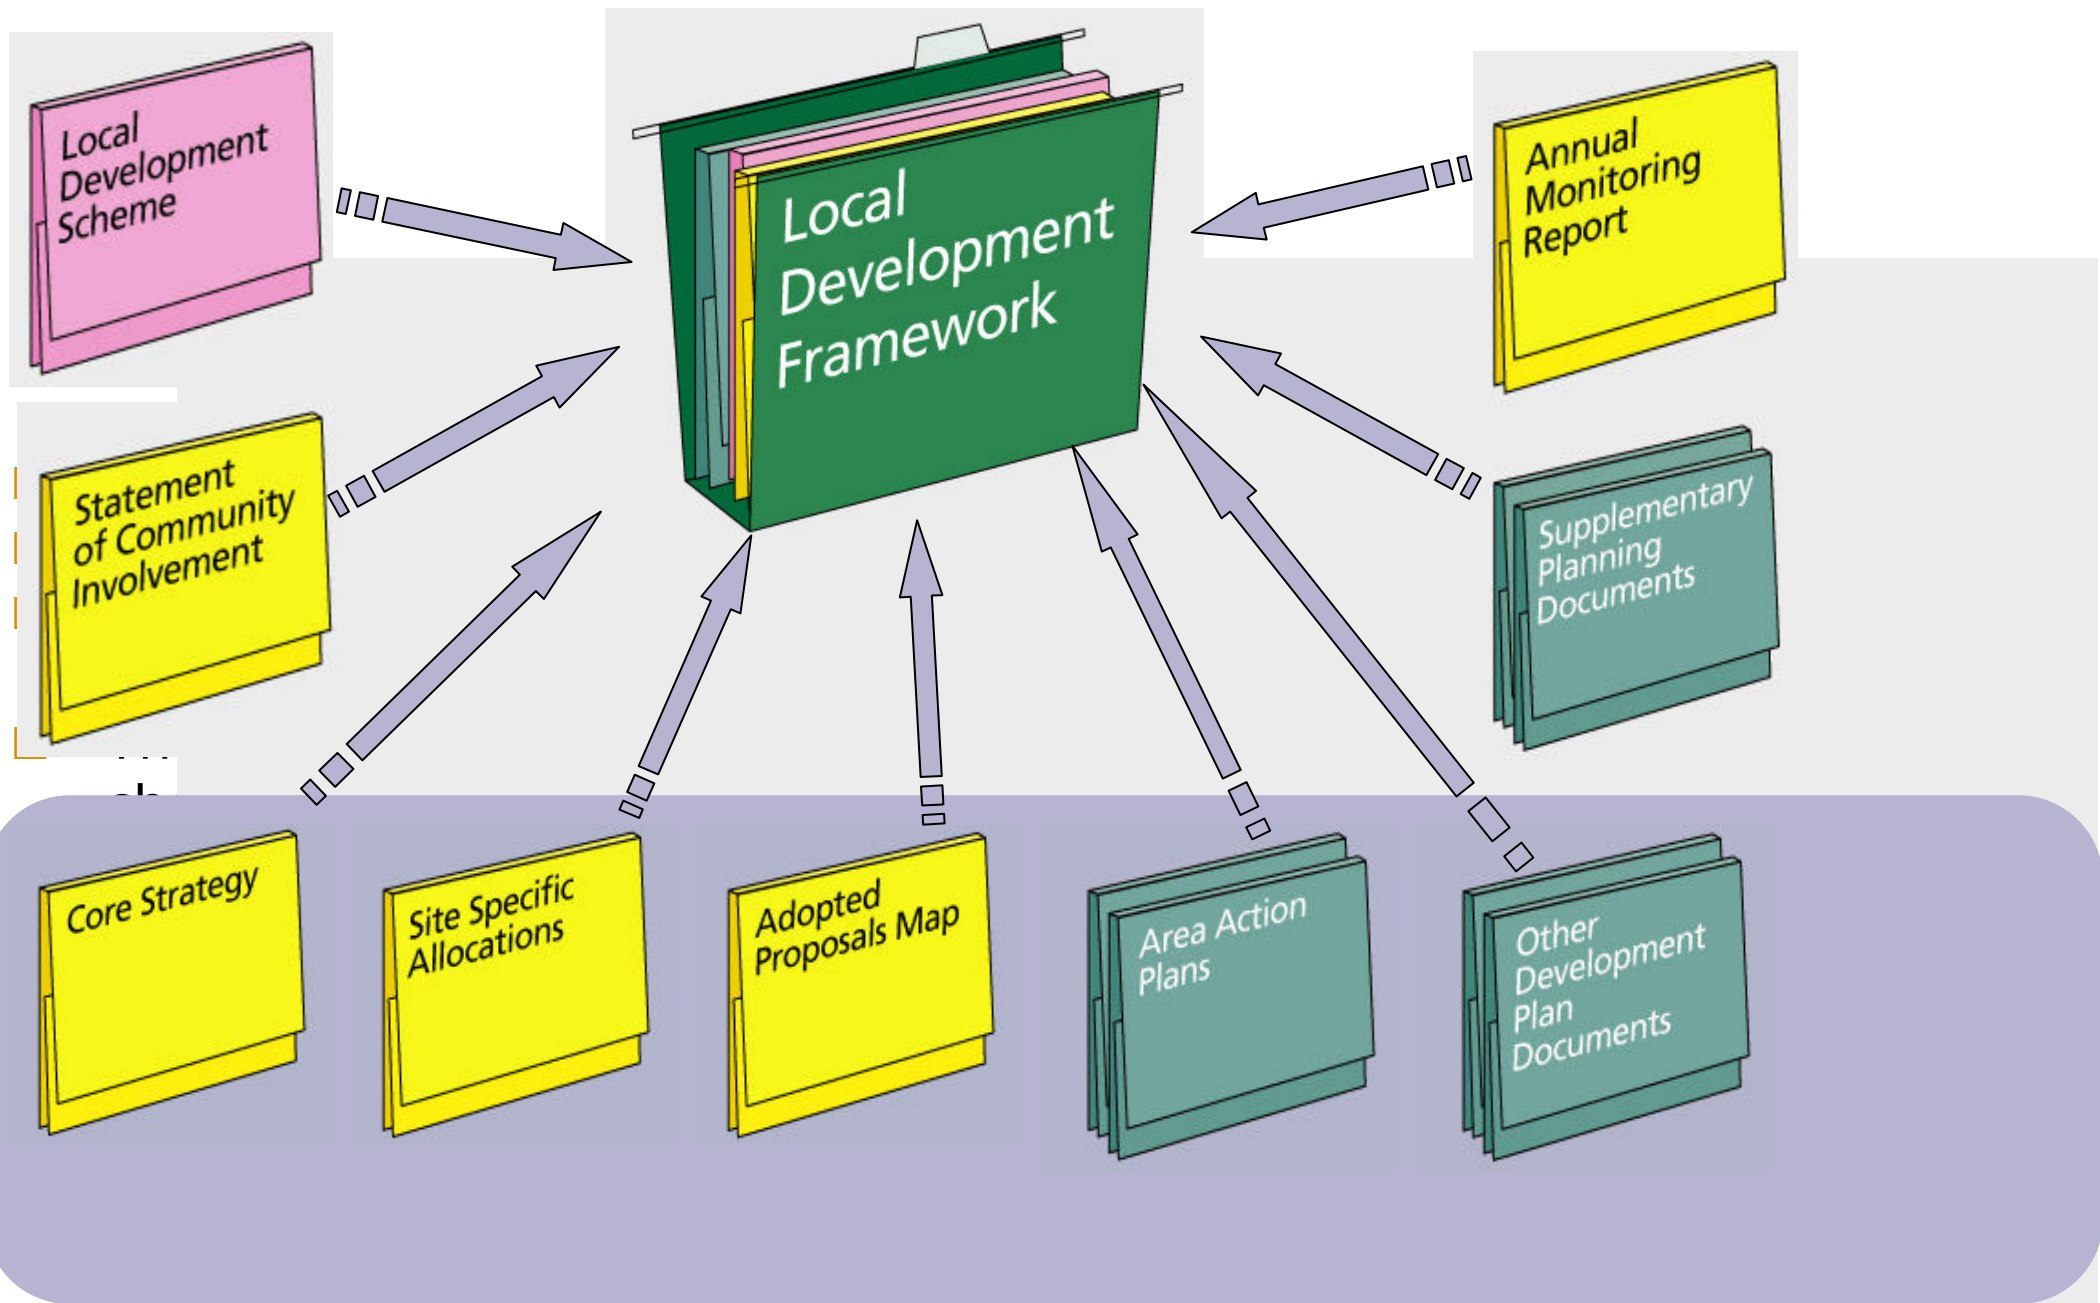 Local
Development
Scheme
Local
Development
Framework
Annual
Monitoring
Report
Statement
of Community
Involvement
Supplementary
Planning
Documents
Core Strategy
Site Specific
Allocations
Adopted
Proposals Map
Area Action
Plans
Other
Development
Plan
Documents